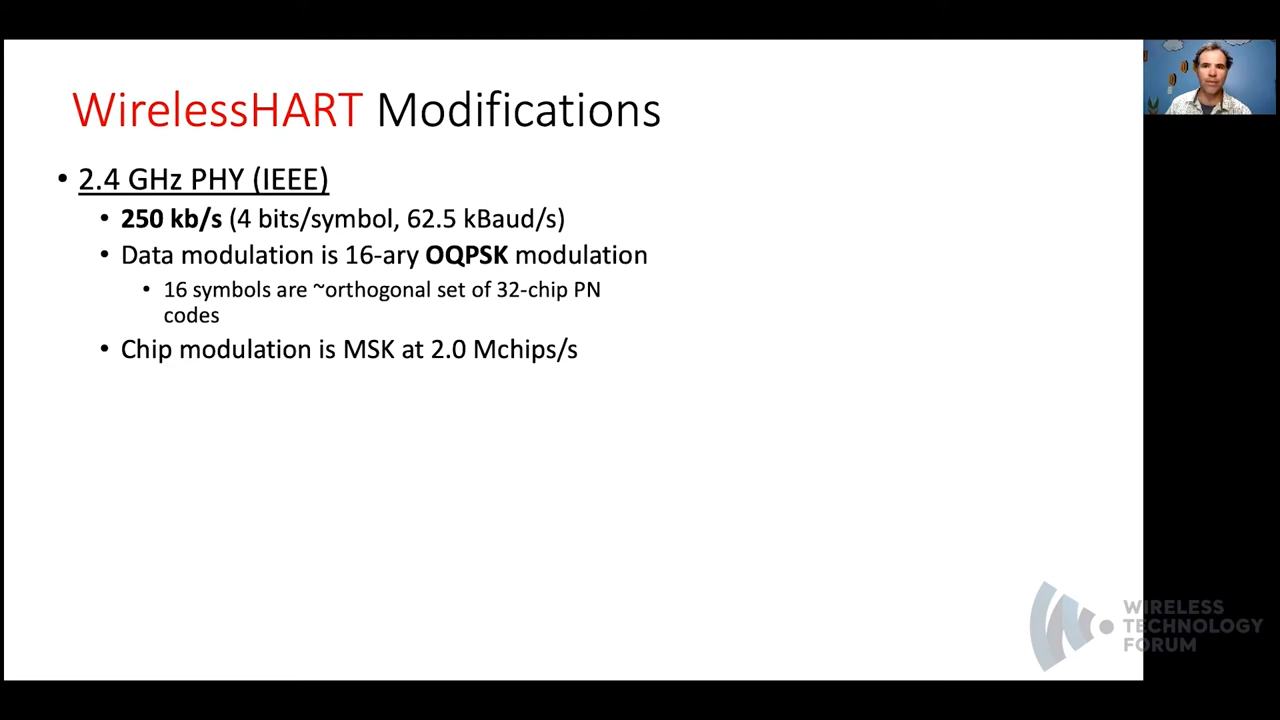 WirelessHART Modifications
• 2.4 GHz PHY (IEEE)
• 250 kb/s (4 bits/symbol, 62.5 kBaud/s)
• Data modulation is 16-ary OQPSK modulation
• 16 symbols are ~orthogonal set of 32-chip PN
codes
• Chip modulation is MSK at 2.0 Mchips/s
WIRELESS
TECHNOLOGY
FORUM